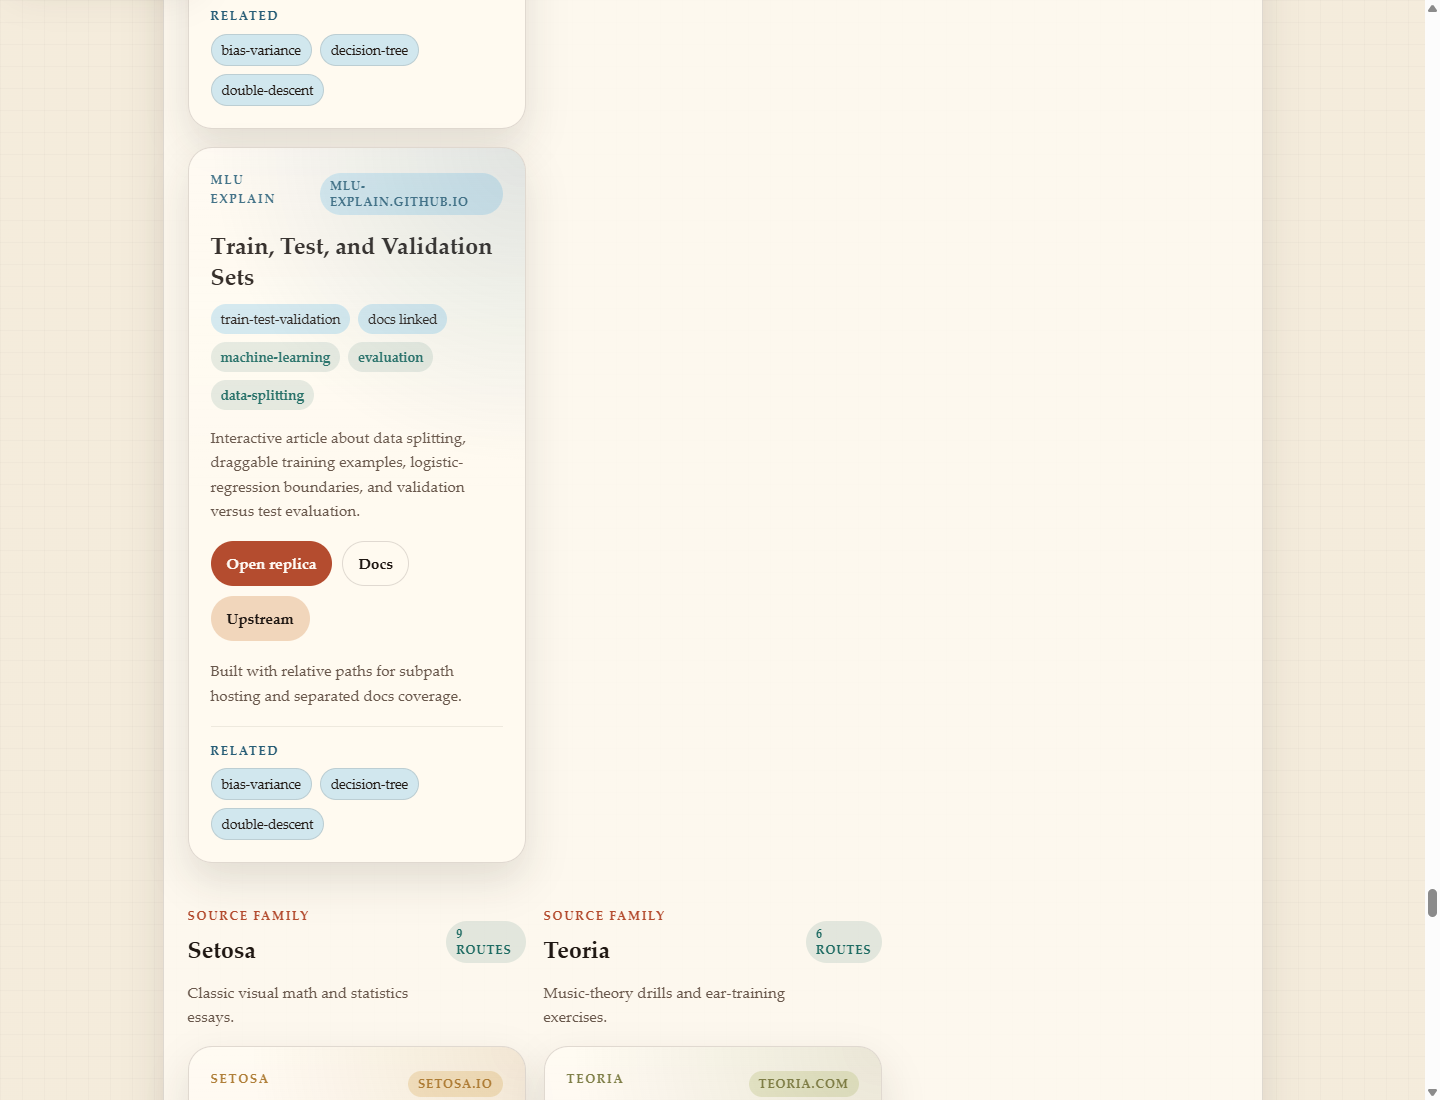 RELATED
bias-variance decision-tree
double-descent
MLU
EXPLAIN
MLU-
EXPLAIN.GITHUB.IO
Train, Test, and Validation
Sets
train-test-validation docs linked
machine-learning evaluation
data-splitting
Interactive article about data splitting,
draggable training examples, logistic-
regression boundaries, and validation
versus test evaluation.
Open replica Docs
Upstream
Built with relative paths for subpath
hosting and separated docs coverage.
RELATED
bias-variance decision-tree
double-descent
SOURCE FAMILY
Setosa
9
ROUTES
Classic visual math and statistics
essays.
SETOSA SETOSA.IO
SOURCE FAMILY
Teoria
6
ROUTES
Music-theory drills and ear-training
exercises.
TEORIA TEORIA.COM